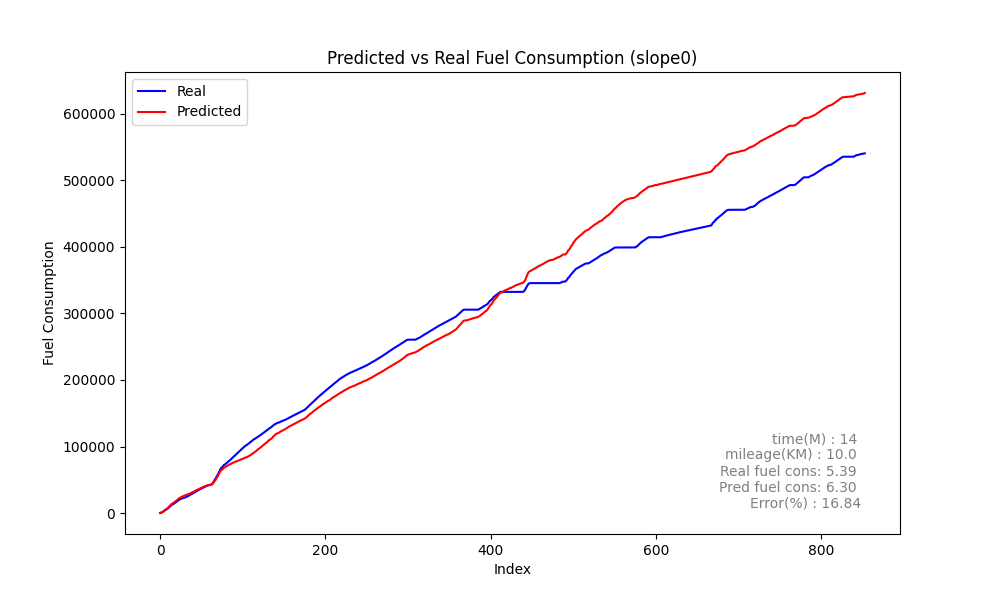 Predicted vs Real Fuel Consumption (slope0)
Real
Predicted
600000
500000
400000
300000
200000
100000
0
Fuel Consumption
time(M) : 14
mileage(KM) : 10.0
Real fuel cons: 5.39
Pred fuel cons: 6.30
Error(%) : 16.84
0 200 400 600 800
Index